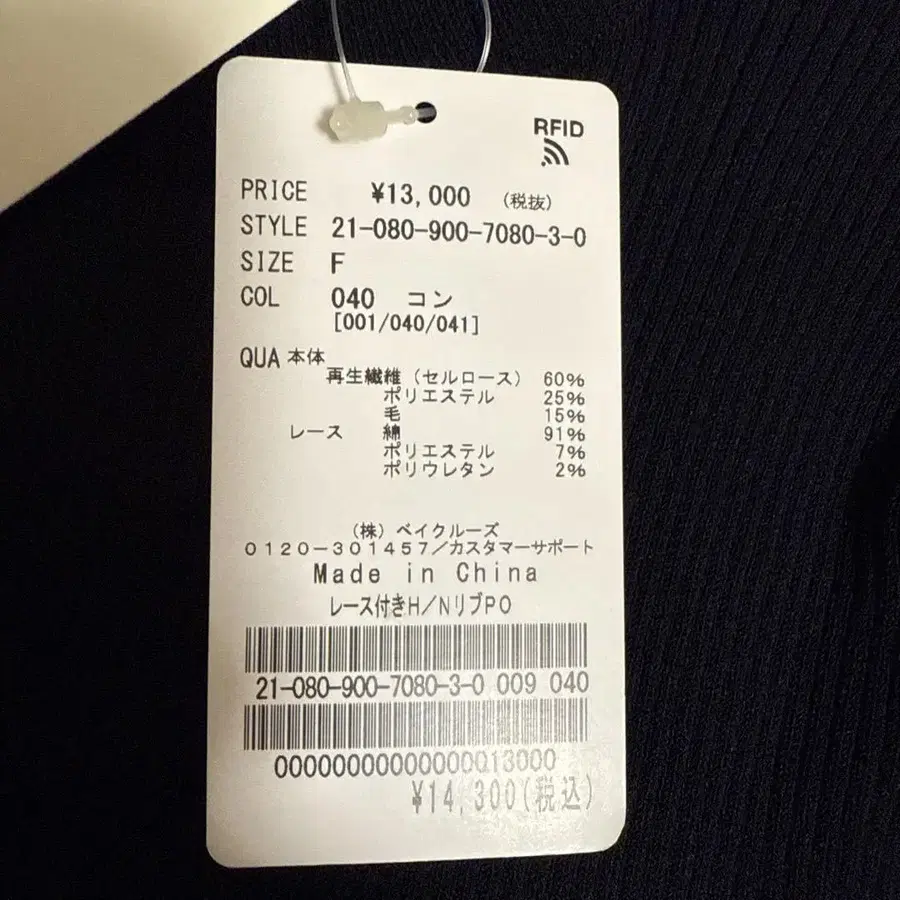 RFID
PRICE ¥13,000 (税抜)
STYLE 21-080-900-7080-3-0
SIZE F
COL 040 コン
[001/040/041]
QUA 本体
再生繊維(セルロース) 60%
ポリエステル 25%
毛 15%
レース 綿 91%
ポリエステル 7%
ポリウレタン 2%
(株)ベイクルーズ
0120-301457/カスタマーサポート
Made in China
レース付きH/NリブPO
21-080-900-7080-3-0 009 040
00000000000000013000
¥14,300(税込)